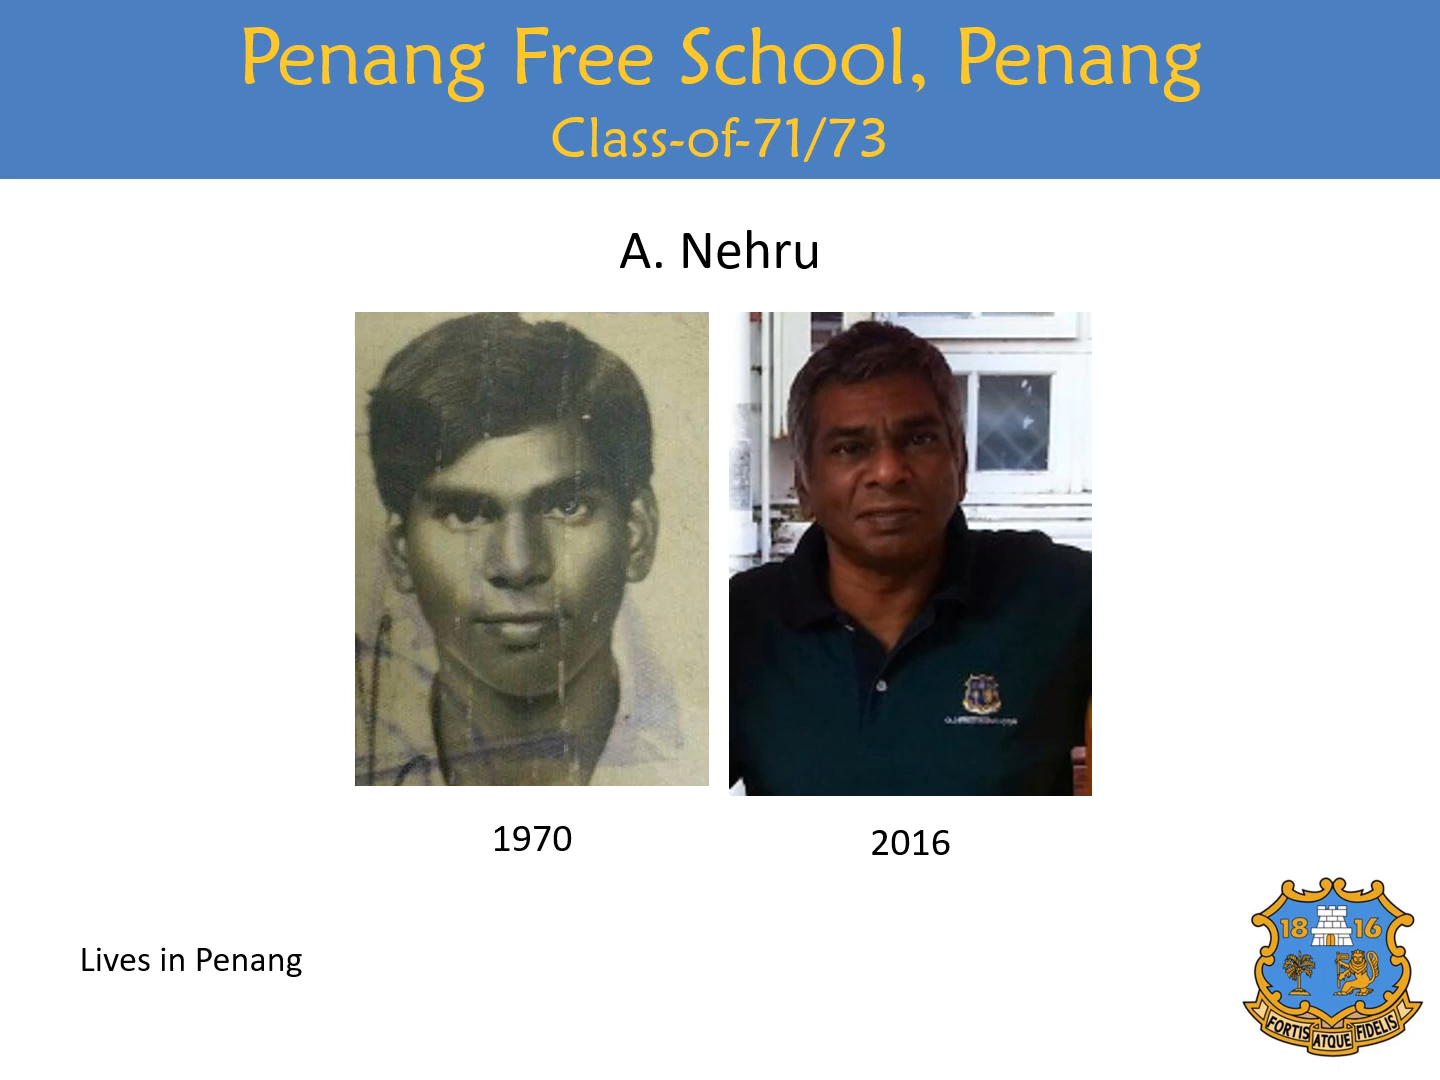 Penang Free School, Penang
Class-of-71/73
A. Nehru
1970
2016
Lives in Penang
18 16
FORTIS ATQUE FIDELIS